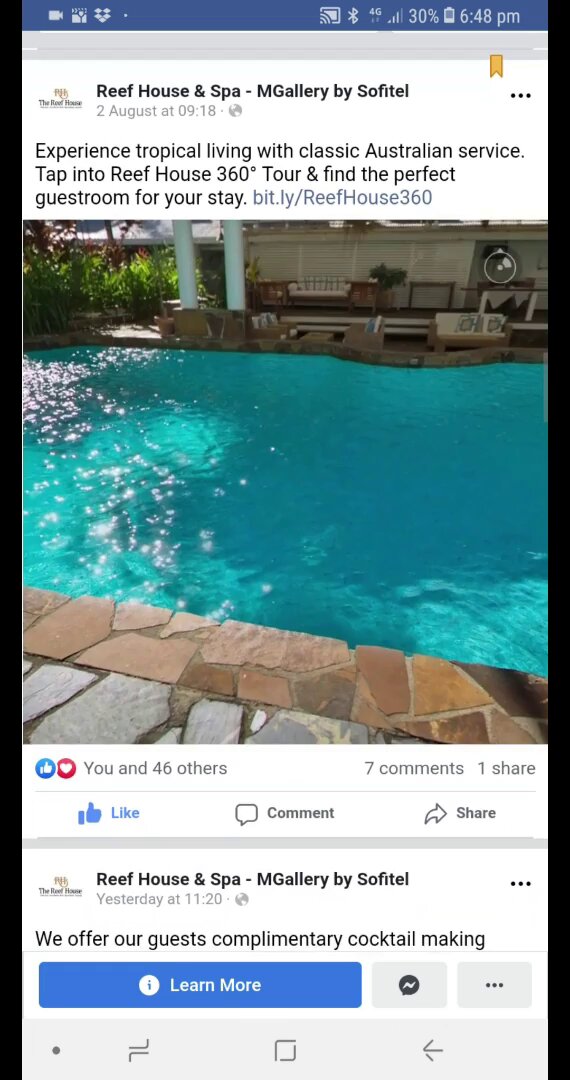 4G 30% 6:48 pm
RH
The Reef House
Reef House & Spa - MGallery by Sofitel
2 August at 09:18 ·
Experience tropical living with classic Australian service.
Tap into Reef House 360° Tour & find the perfect
guestroom for your stay. bit.ly/ReefHouse360
You and 46 others
7 comments 1 share
Like
Comment
Share
RH
The Reef House
Reef House & Spa - MGallery by Sofitel
Yesterday at 11:20 ·
We offer our guests complimentary cocktail making
Learn More